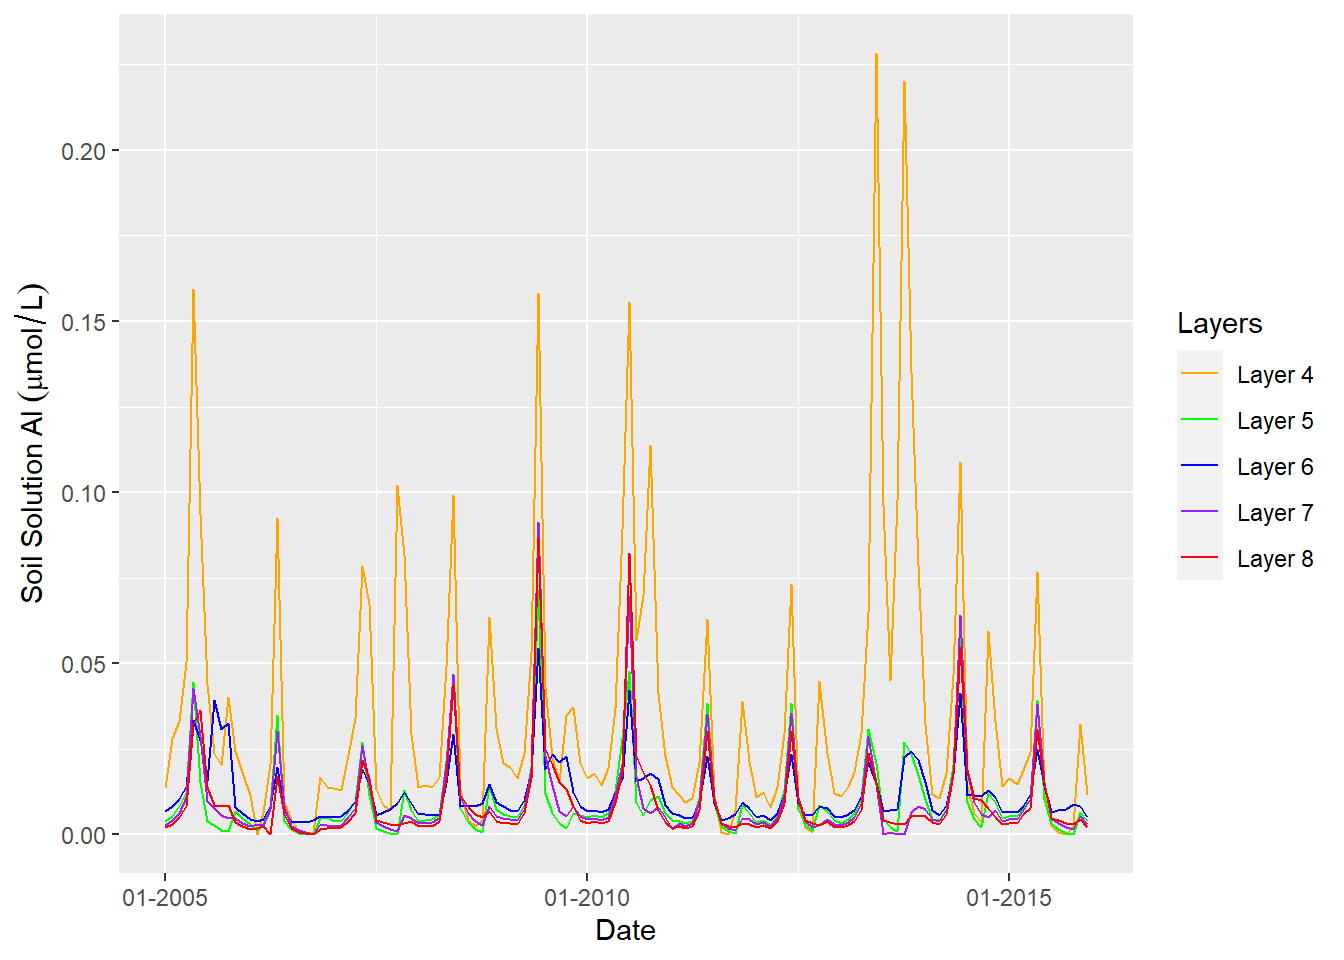 0.20
0.15
0.10
0.05
0.00
Soil Solution Al (μmol/L)
01-2005
01-2010
01-2015
Date
Layers
Layer 4
Layer 5
Layer 6
Layer 7
Layer 8